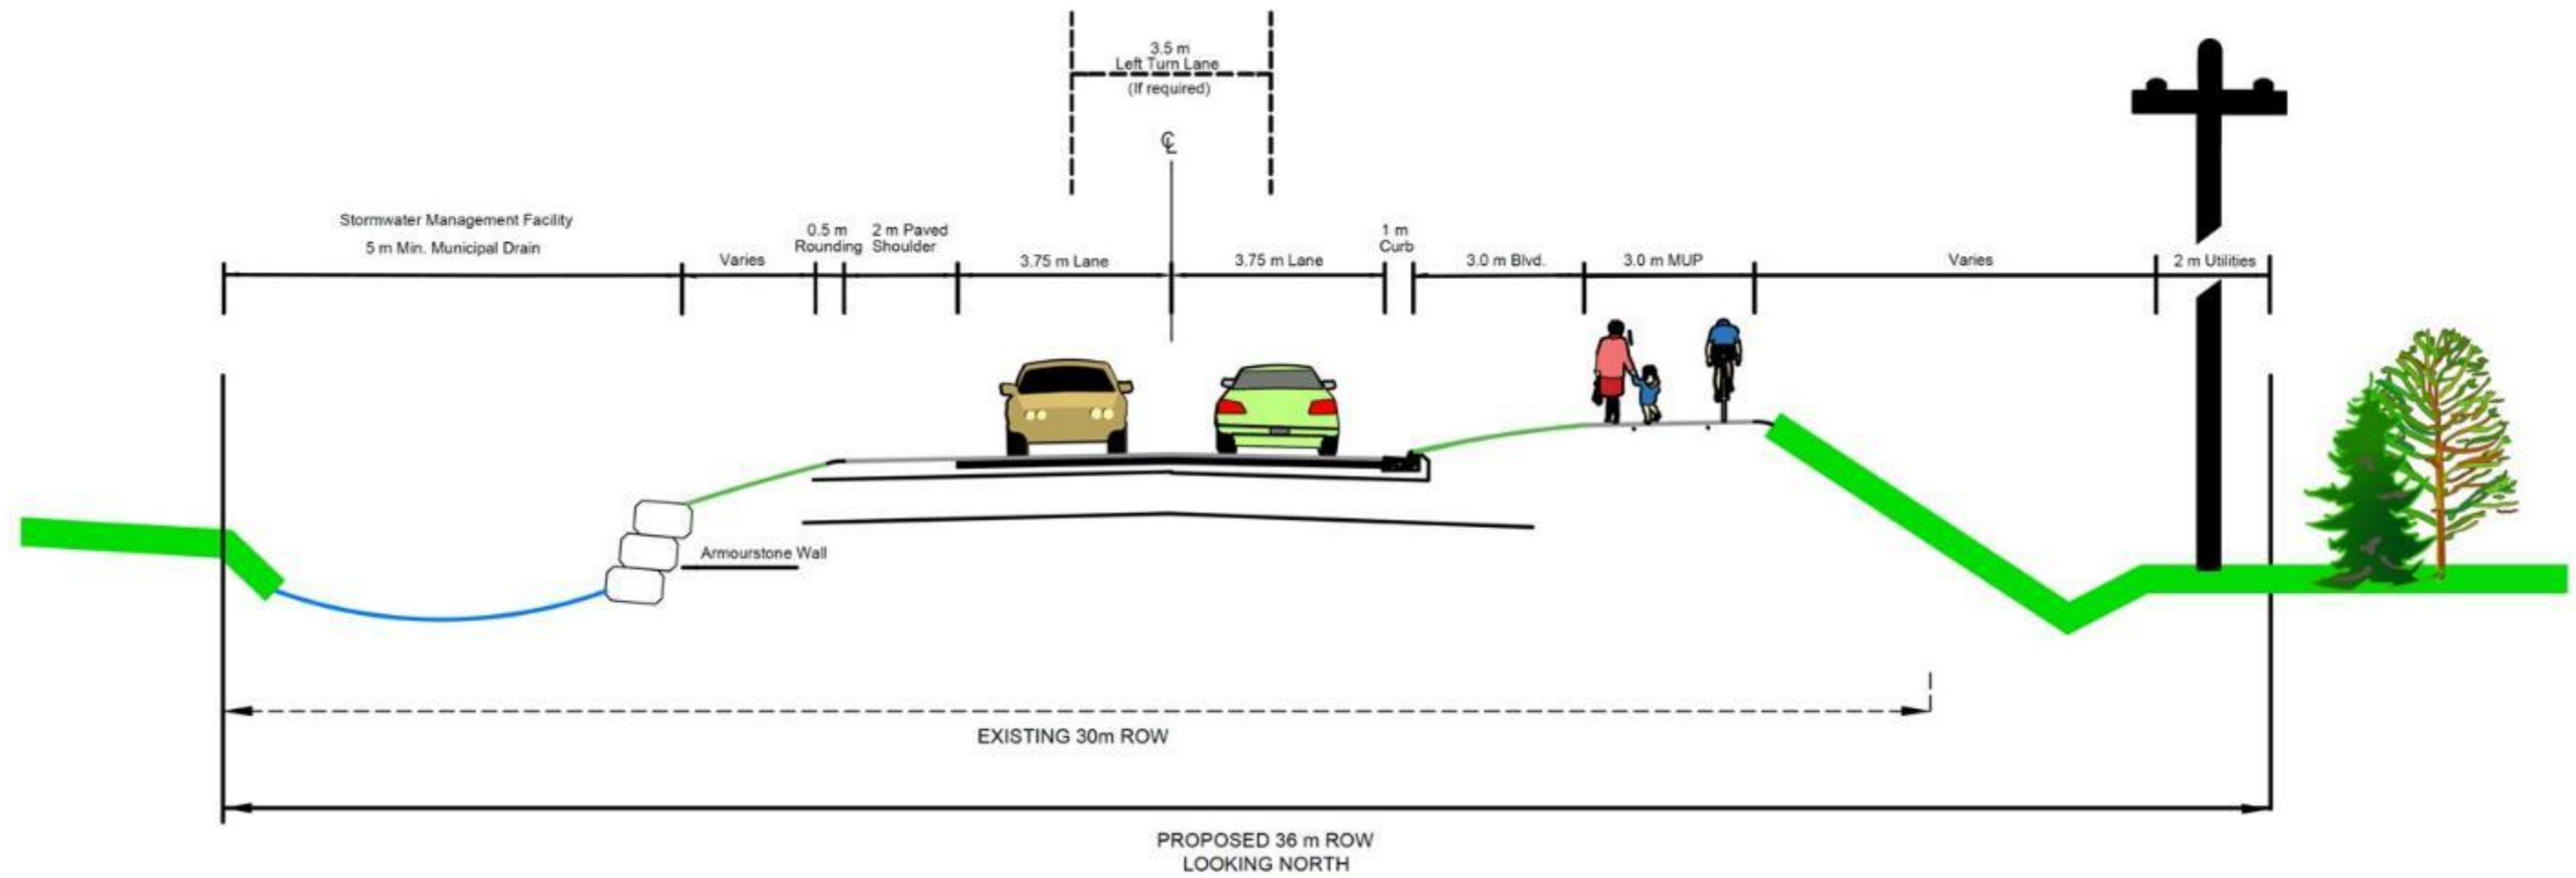 3.5 m
Left Turn Lane
(If required)
℄
Stormwater Management Facility
5 m Min. Municipal Drain
Varies
0.5 m
Rounding
2 m Paved
Shoulder
3.75 m Lane
3.75 m Lane
1 m
Curb
3.0 m Blvd.
3.0 m MUP
Varies
2 m Utilities
Armourstone Wall
EXISTING 30m ROW
PROPOSED 36 m ROW
LOOKING NORTH